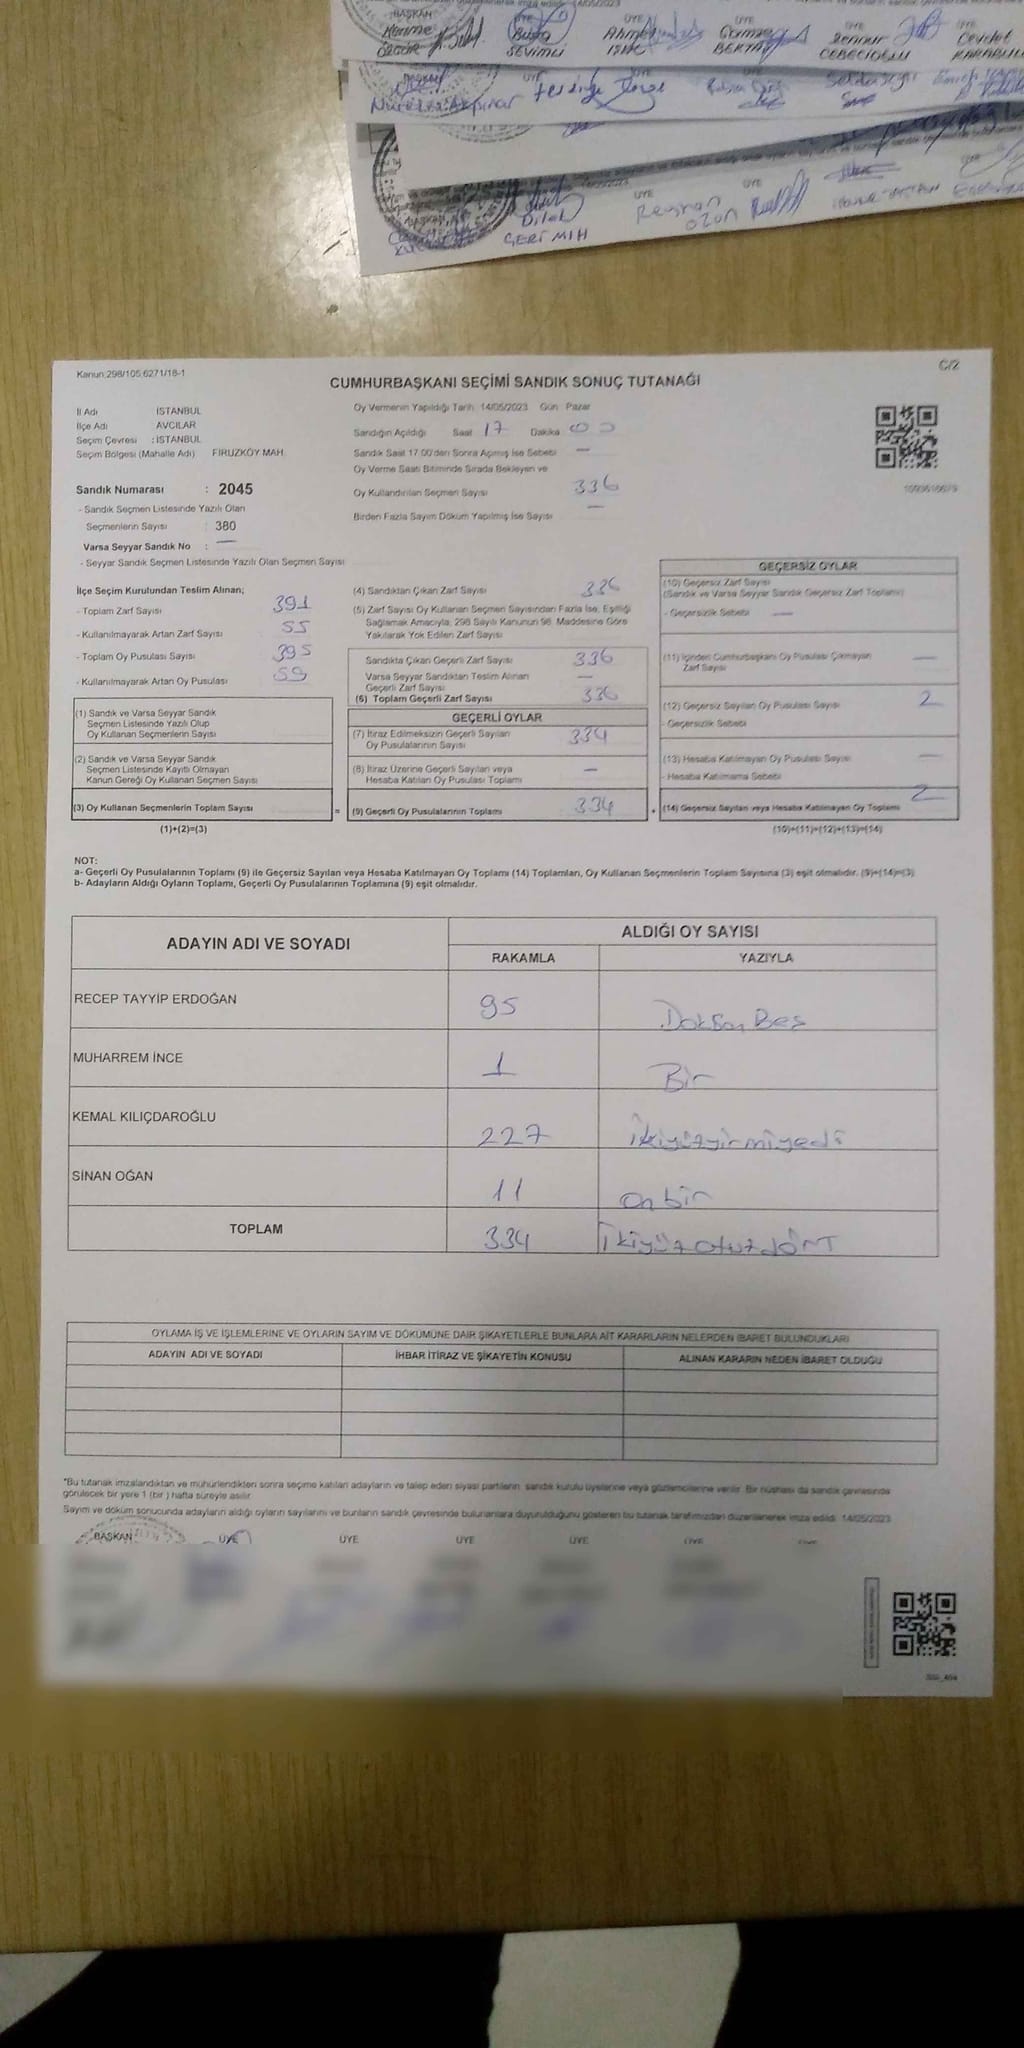 BAŞKAN ÜYE ÜYE ÜYE ÜYE ÜYE
Buğra Ahmet Cevdet
ÖZGÜR SEVİMLİ BEKTAŞ CEBECİOĞLU
Nurettin Akpınar
ÜYE ÜYE
Dilek Reyhan
GERİMIH OZON
Kanun:298/105.6271/18-1
C/2
CUMHURBAŞKANI SEÇİMİ SANDIK SONUÇ TUTANAĞI
İl Adı İSTANBUL
İlçe Adı AVCILAR
Seçim Çevresi : İSTANBUL
Seçim Bölgesi (Mahalle Adı) FİRUZKÖY MAH.
Sandık Numarası : 2045
- Sandık Seçmen Listesinde Yazılı Olan
Seçmenlerin Sayısı : 380
Varsa Seyyar Sandık No : —
- Seyyar Sandık Seçmen Listesinde Yazılı Olan Seçmen Sayısı
Oy Vermenin Yapıldığı Tarih: 14/05/2023 Gün: Pazar
Sandığın Açıldığı Saat 17 Dakika 00
Sandık Saat 17.00'den Sonra Açılmış İse Sebebi —
Oy Verme Saati Bitiminde Sırada Bekleyen ve
Oy Kullandırılan Seçmen Sayısı 336
Birden Fazla Sayım Döküm Yapılmış İse Sayısı —
İlçe Seçim Kurulundan Teslim Alınan;
- Toplam Zarf Sayısı 391
- Kullanılmayarak Artan Zarf Sayısı 55
- Toplam Oy Pusulası Sayısı 395
- Kullanılmayarak Artan Oy Pusulası 59
(1) Sandık ve Varsa Seyyar Sandık
Seçmen Listesinde Yazılı Olup
Oy Kullanan Seçmenlerin Sayısı
(2) Sandık ve Varsa Seyyar Sandık
Seçmen Listesinde Kayıtlı Olmayan
Kanun Gereği Oy Kullanan Seçmen Sayısı
(3) Oy Kullanan Seçmenlerin Toplam Sayısı =
(1)+(2)=(3)
(4) Sandıktan Çıkan Zarf Sayısı 336
(5) Zarf Sayısı Oy Kullanan Seçmen Sayısından Fazla İse, Eşitliği
Sağlamak Amacıyla, 298 Sayılı Kanunun 98. Maddesine Göre
Yakılarak Yok Edilen Zarf Sayısı
Sandıkta Çıkan Geçerli Zarf Sayısı 336
Varsa Seyyar Sandıktan Teslim Alınan
Geçerli Zarf Sayısı —
(6) Toplam Geçerli Zarf Sayısı 336
GEÇERLİ OYLAR
(7) İtiraz Edilmeksizin Geçerli Sayılan
Oy Pusulalarının Sayısı 334
(8) İtiraz Üzerine Geçerli Sayılan veya
Hesaba Katılan Oy Pusulası Toplamı —
(9) Geçerli Oy Pusulalarının Toplamı 334 +
GEÇERSİZ OYLAR
(10) Geçersiz Zarf Sayısı
(Sandık ve Varsa Seyyar Sandık Geçersiz Zarf Toplamı)
- Geçersizlik Sebebi —
(11) İçinden Cumhurbaşkanı Oy Pusulası Çıkmayan
Zarf Sayısı —
(12) Geçersiz Sayılan Oy Pusulası Sayısı 2
- Geçersizlik Sebebi
(13) Hesaba Katılmayan Oy Pusulası Sayısı —
- Hesaba Katılmama Sebebi
(14) Geçersiz Sayılan veya Hesaba Katılmayan Oy Toplamı 2
(10)+(11)+(12)+(13)=(14)
NOT:
a- Geçerli Oy Pusulalarının Toplamı (9) ile Geçersiz Sayılan veya Hesaba Katılmayan Oy Toplamı (14) Toplamları, Oy Kullanan Seçmenlerin Toplam Sayısına (3) eşit olmalıdır. (9)+(14)=(3)
b- Adayların Aldığı Oyların Toplamı, Geçerli Oy Pusulalarının Toplamına (9) eşit olmalıdır.
ADAYIN ADI VE SOYADI ALDIĞI OY SAYISI
RAKAMLA YAZIYLA
RECEP TAYYİP ERDOĞAN 95 Doksan Beş
MUHARREM İNCE 1 Bir
KEMAL KILIÇDAROĞLU 227 İkiyüzyirmiyedi
SİNAN OĞAN 11 onbir
TOPLAM 334 İkiyüzotuzdört
OYLAMA İŞ VE İŞLEMLERİNE VE OYLARIN SAYIM VE DÖKÜMÜNE DAİR ŞİKAYETLERLE BUNLARA AİT KARARLARIN NELERDEN İBARET BULUNDUKLARI
ADAYIN ADI VE SOYADI İHBAR İTİRAZ VE ŞİKAYETİN KONUSU ALINAN KARARIN NEDEN İBARET OLDUĞU
*Bu tutanak imzalandıktan ve mühürlendikten sonra seçime katılan adayların ve talep eden siyasi partilerin sandık kurulu üyelerine veya gözlemcilerine verilir. Bir nüshası da sandık çevresinde
görülecek bir yere 1 (bir) hafta süreyle asılır.
Sayım ve döküm sonucunda adayların aldığı oyların sayılarını ve bunların sandık çevresinde bulunanlara duyurulduğunu gösteren bu tutanak tarafımızdan düzenlenerek imza edildi. 14/05/2023
BAŞKAN ÜYE ÜYE ÜYE ÜYE ÜYE